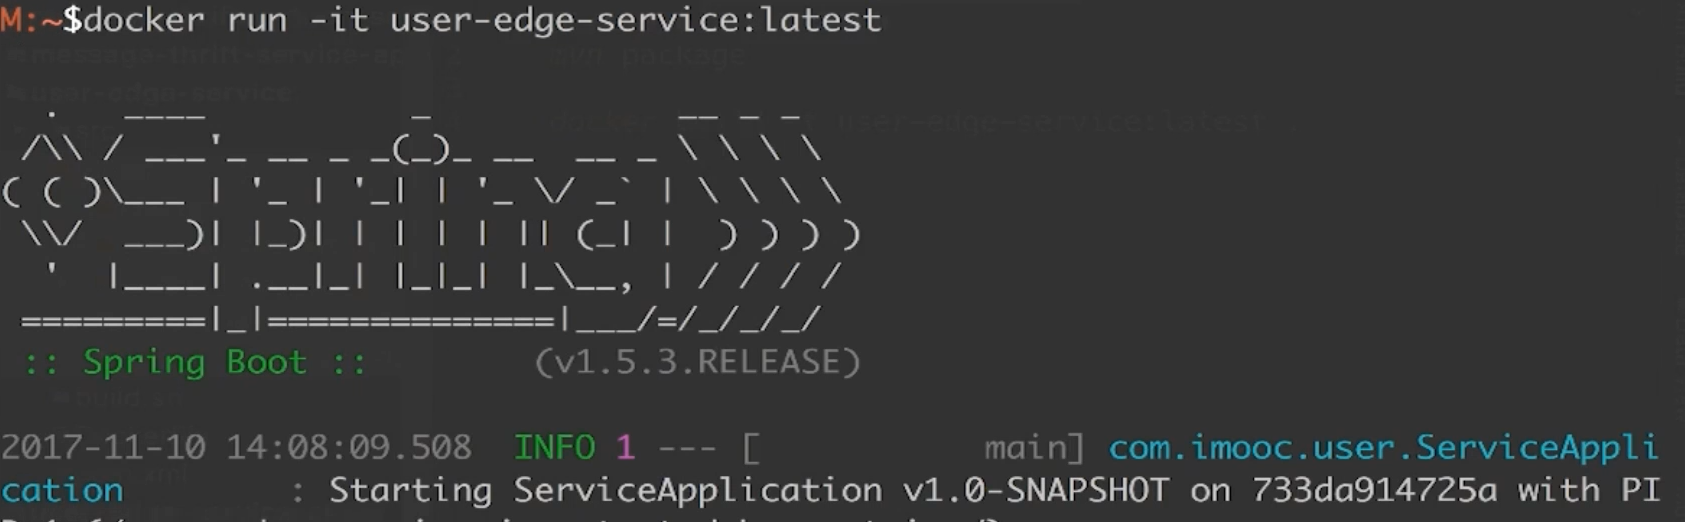 M:~$docker run -it user-edge-service:latest
  .   ____          _            __ _ _
 /\\ / ___'_ __ _ _(_)_ __  __ _ \ \ \ \
( ( )\___ | '_ | '_| | '_ \/ _` | \ \ \ \
 \\/  ___)| |_)| | | | | || (_| |  ) ) ) )
  '  |____| .__|_| |_|_| |_\__, | / / / /
 =========|_|==============|___/=/_/_/_/
 :: Spring Boot ::        (v1.5.3.RELEASE)
2017-11-10 14:08:09.508  INFO 1 --- [           main] com.imooc.user.ServiceAppli
cation        : Starting ServiceApplication v1.0-SNAPSHOT on 733da914725a with PI